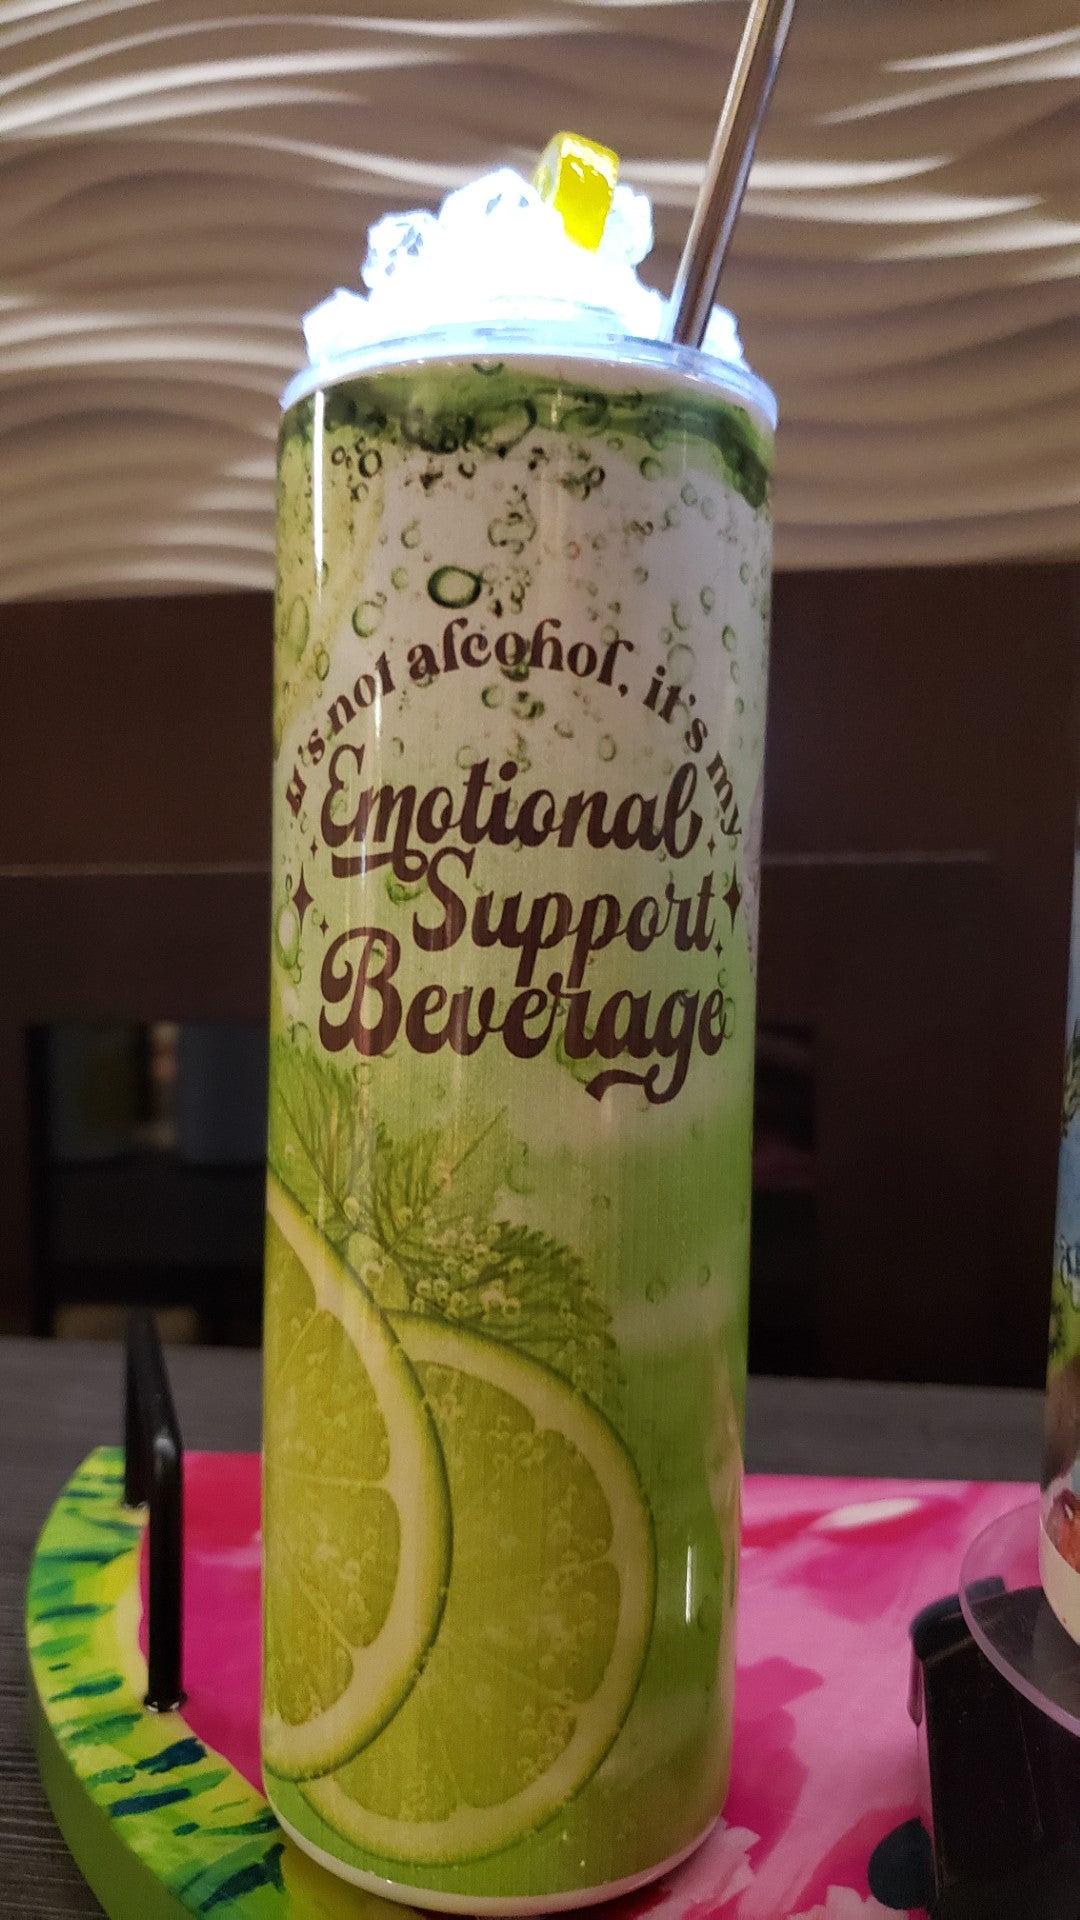 It's not alcohol, it's my
Emotional
Support
Beverage